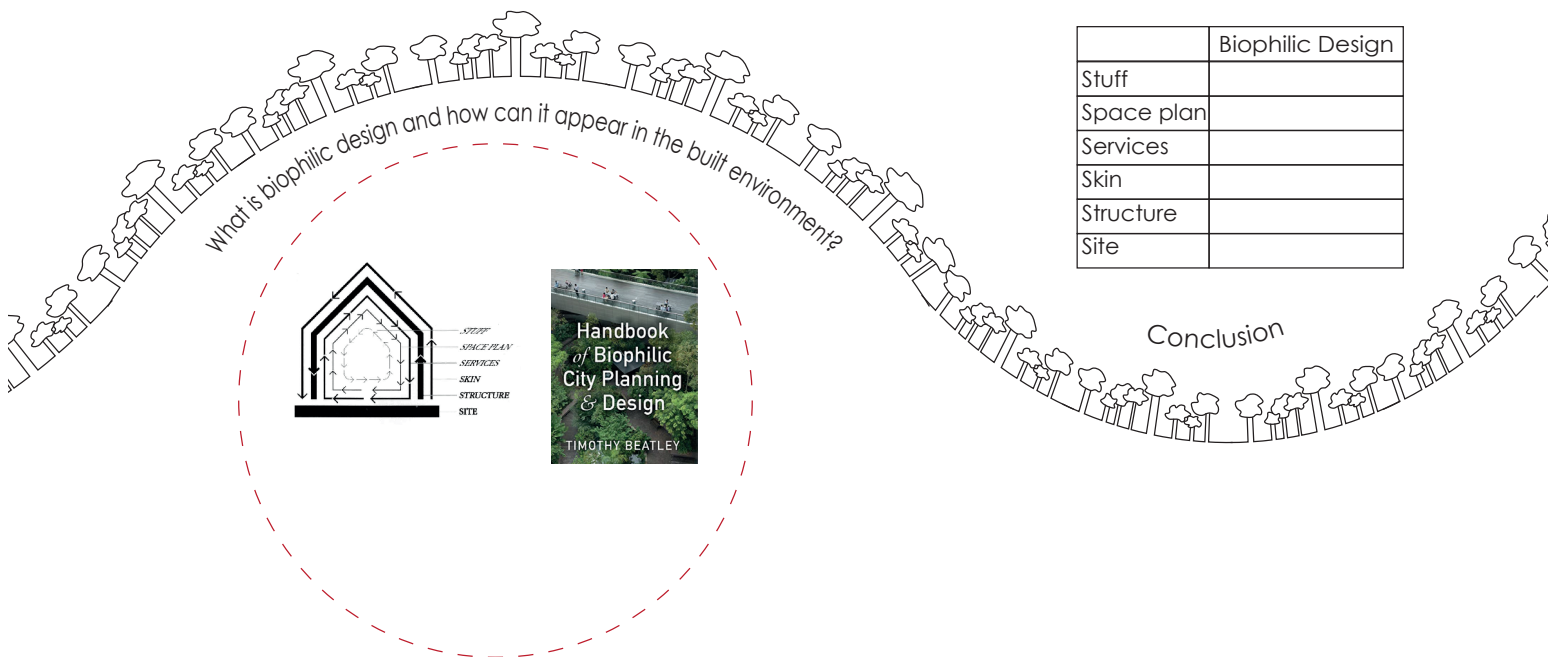 What is biophilic design and how can it appear in the built environment?
STUFF
SPACE PLAN
SERVICES
SKIN
STRUCTURE
SITE
Handbook
of Biophilic
City Planning
& Design
TIMOTHY BEATLEY
Biophilic Design
Stuff
Space plan
Services
Skin
Structure
Site
Conclusion